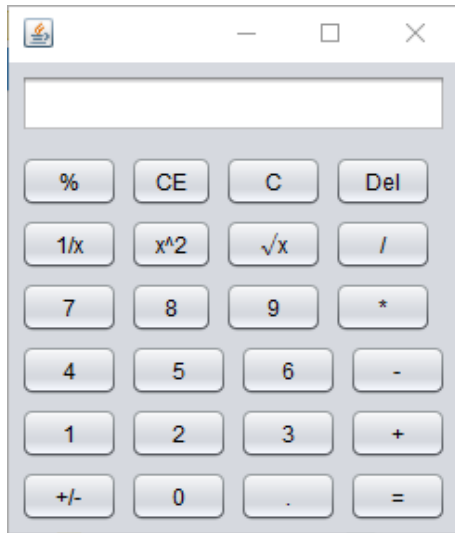 % CE C Del
1/x x^2 √x /
7 8 9 *
4 5 6 -
1 2 3 +
+/- 0 . =